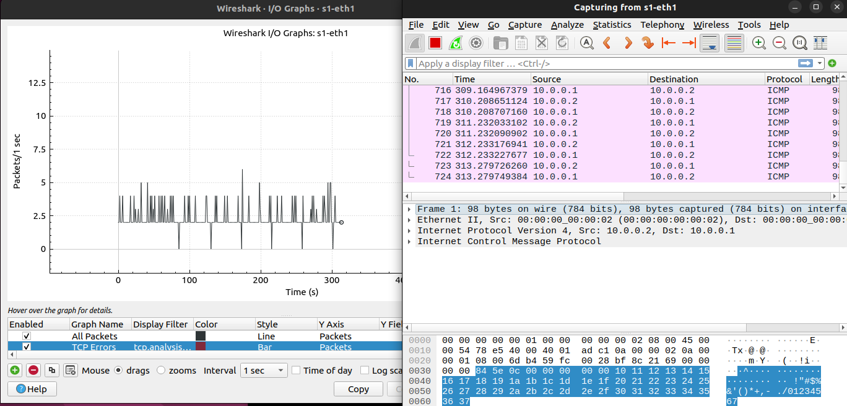 Wireshark · I/O Graphs · s1-eth1
Wireshark I/O Graphs: s1-eth1
12.5
10
7.5
5
2.5
0
Packets/1 sec
0
100
200
300
400
Time (s)
Hover over the graph for details.
Enabled Graph Name Display Filter Color Style Y Axis Y Fie
All Packets Line Packets
TCP Errors tcp.analysis... Bar Packets
Mouse drags zooms Interval 1 sec Time of day Log sca
Help Copy
Capturing from s1-eth1
File Edit View Go Capture Analyze Statistics Telephony Wireless Tools Help
Apply a display filter ... <Ctrl-/>
No. Time Source Destination Protocol Length
716 309.164967379 10.0.0.1 10.0.0.2 ICMP 98
717 310.208651124 10.0.0.2 10.0.0.1 ICMP 98
718 310.208707160 10.0.0.1 10.0.0.2 ICMP 98
719 311.232033102 10.0.0.2 10.0.0.1 ICMP 98
720 311.232090902 10.0.0.1 10.0.0.2 ICMP 98
721 312.233176941 10.0.0.2 10.0.0.1 ICMP 98
722 312.233227677 10.0.0.1 10.0.0.2 ICMP 98
723 313.279726260 10.0.0.2 10.0.0.1 ICMP 98
724 313.279749384 10.0.0.1 10.0.0.2 ICMP 98
Frame 1: 98 bytes on wire (784 bits), 98 bytes captured (784 bits) on interfa
Ethernet II, Src: 00:00:00_00:00:02 (00:00:00:00:00:02), Dst: 00:00:00_00:00:
Internet Protocol Version 4, Src: 10.0.0.2, Dst: 10.0.0.1
Internet Control Message Protocol
0000 00 00 00 00 00 01 00 00 00 00 00 02 08 00 45 00 ········ ······E·
0010 00 54 78 e5 40 00 40 01 ad c1 0a 00 00 02 0a 00 ·Tx·@·@· ········
0020 00 01 08 00 6d b4 59 fc 00 28 bf 8c 21 69 00 00 ····m·Y· ·(··!i··
0030 00 00 84 5e 0c 00 00 00 00 00 10 11 12 13 14 15 ···^···· ········
0040 16 17 18 19 1a 1b 1c 1d 1e 1f 20 21 22 23 24 25 ········ ·· !"#$%
0050 26 27 28 29 2a 2b 2c 2d 2e 2f 30 31 32 33 34 35 &'()*+,- ./012345
0060 36 37 67